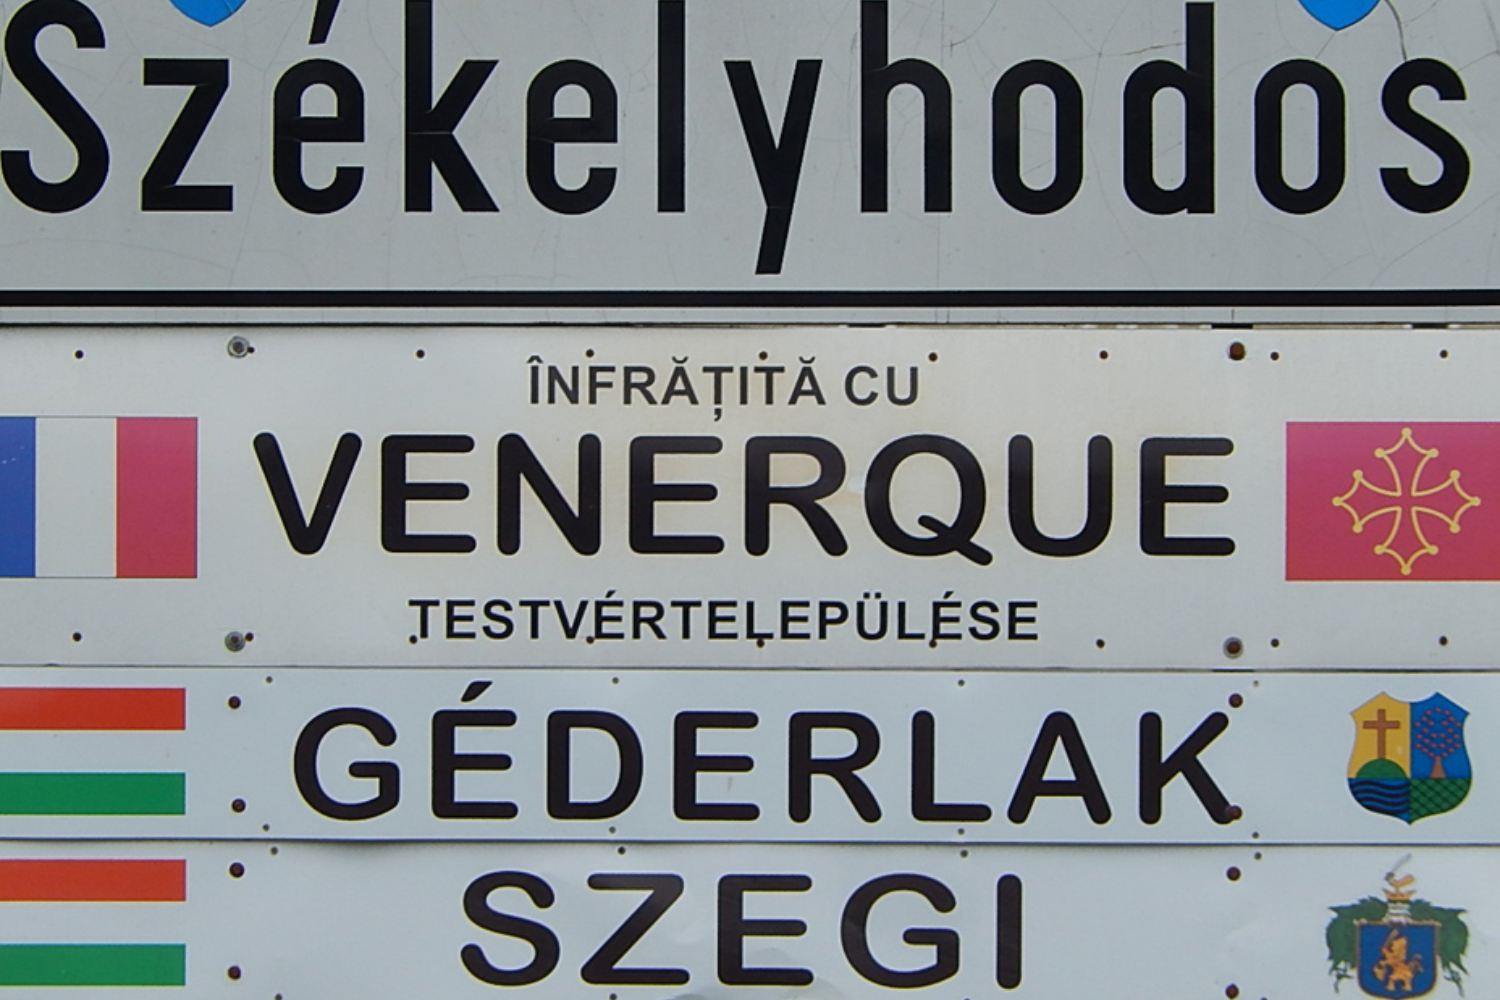 Székelyhodos
ÎNFRĂȚITĂ CU
VENERQUE
TESTVÉRTELEPÜLÉSE
GÉDERLAK
SZEGI